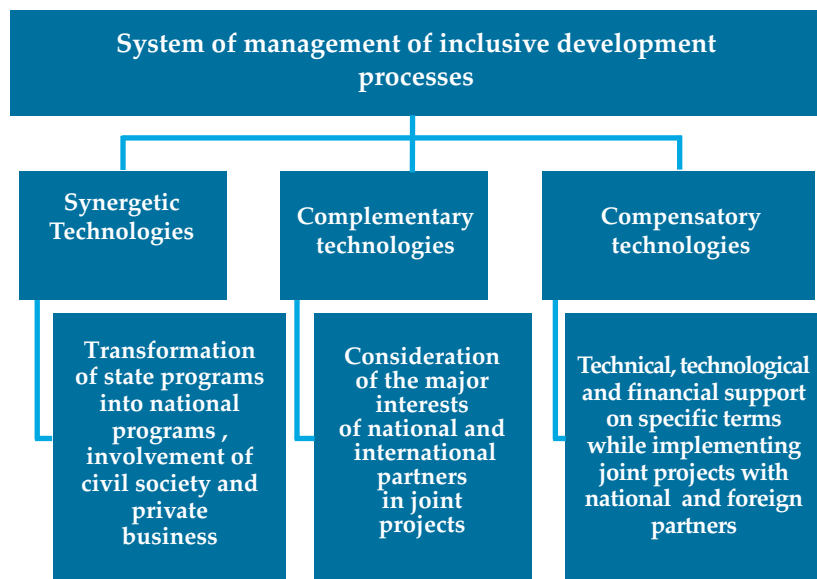 System of management of inclusive development
processes
Synergetic
Technologies
Complementary
technologies
Compensatory
technologies
Transformation
of state programs
into national
programs ,
involvement of
civil society and
private
business
Consideration
of the major
interests
of national and
international
partners
in joint
projects
Technical, technological
and financial support
on specific terms
while implementing
joint projects with
national and foreign
partners